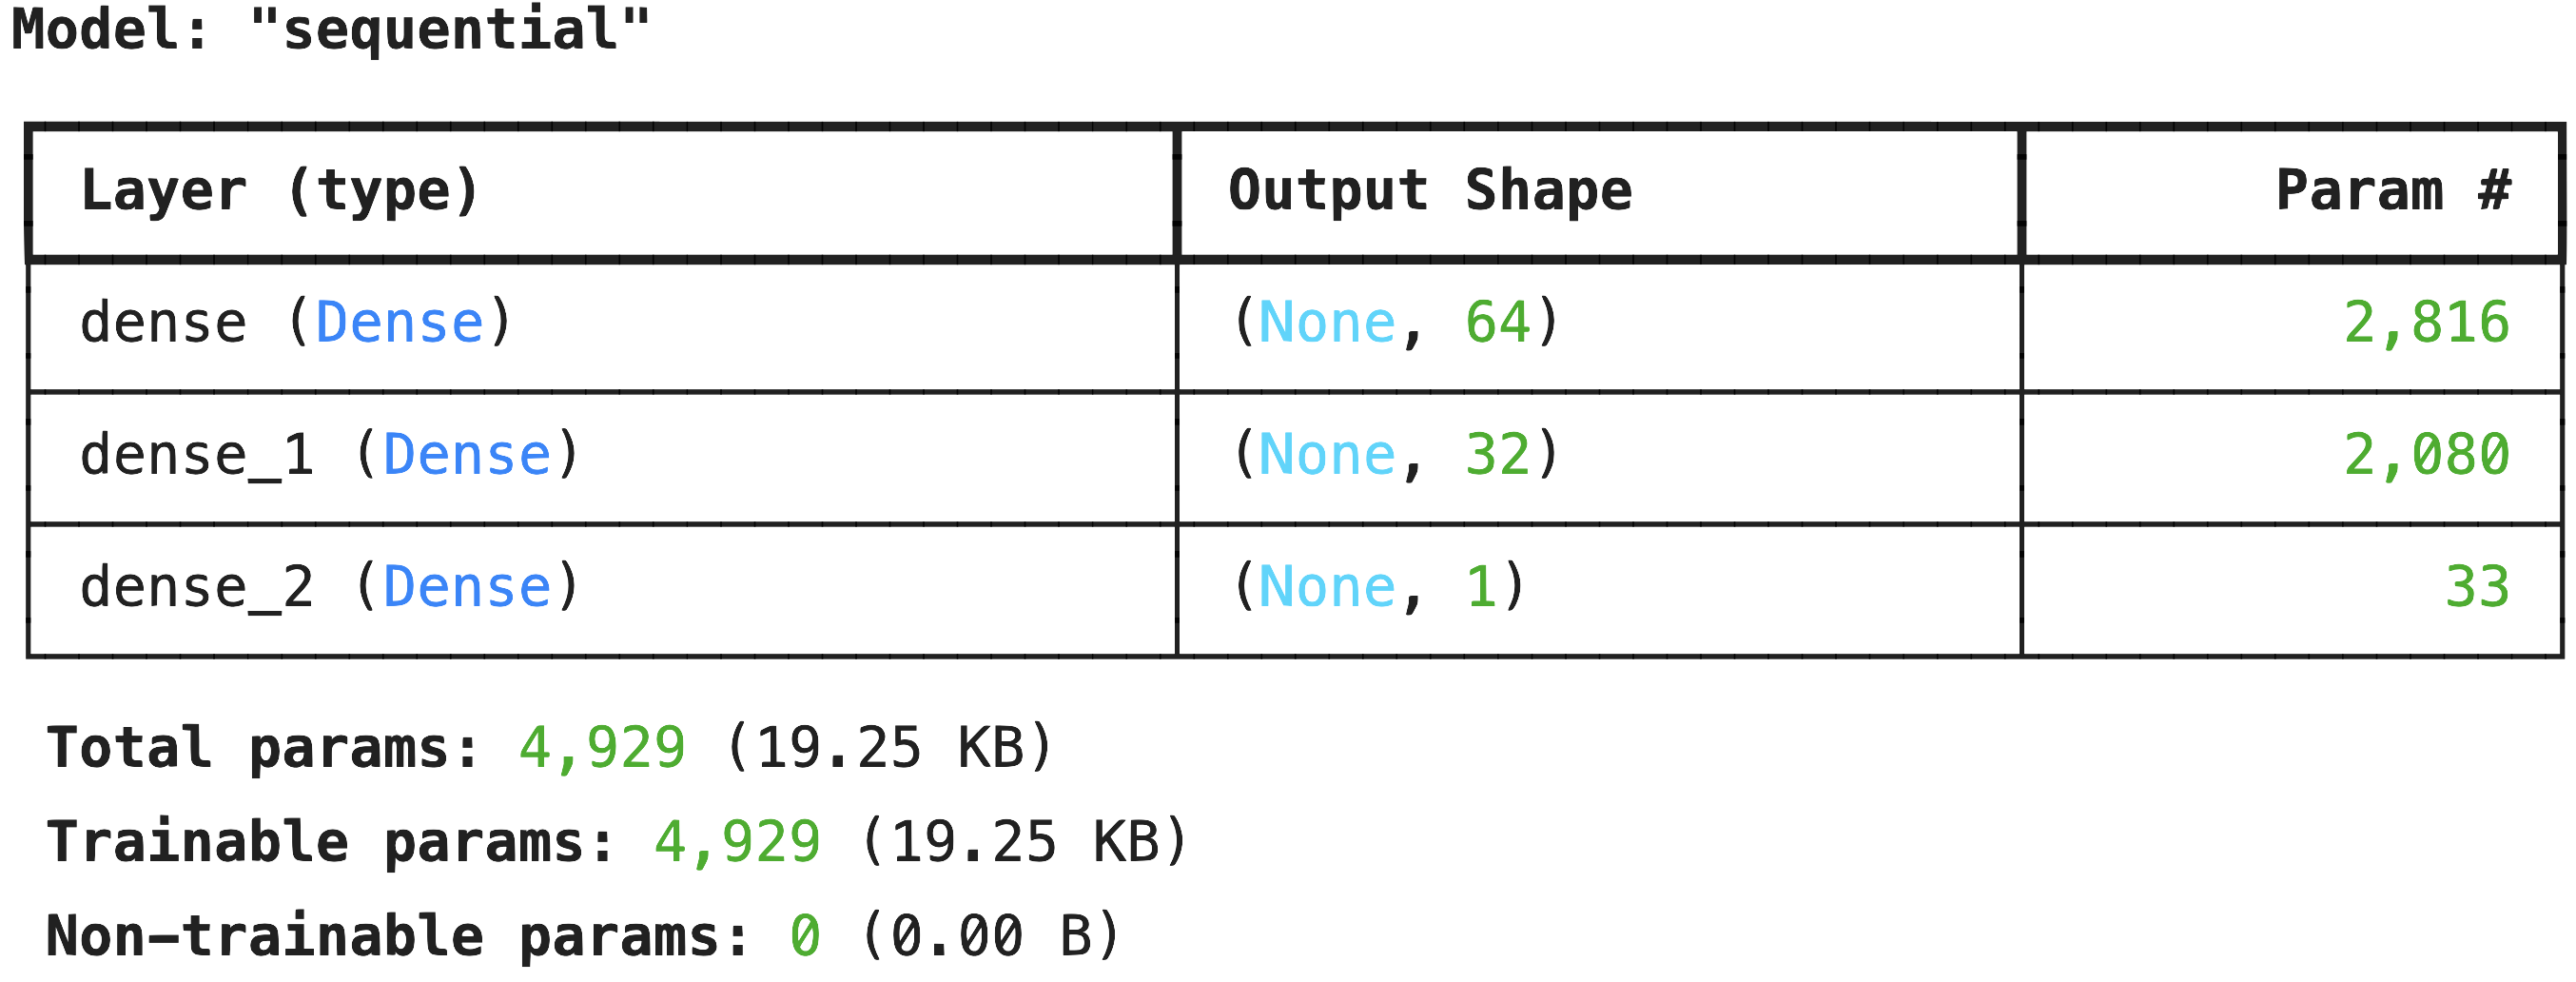 Model: "sequential"
Layer (type) Output Shape Param #
dense (Dense) (None, 64) 2,816
dense_1 (Dense) (None, 32) 2,080
dense_2 (Dense) (None, 1) 33
Total params: 4,929 (19.25 KB)
Trainable params: 4,929 (19.25 KB)
Non-trainable params: 0 (0.00 B)